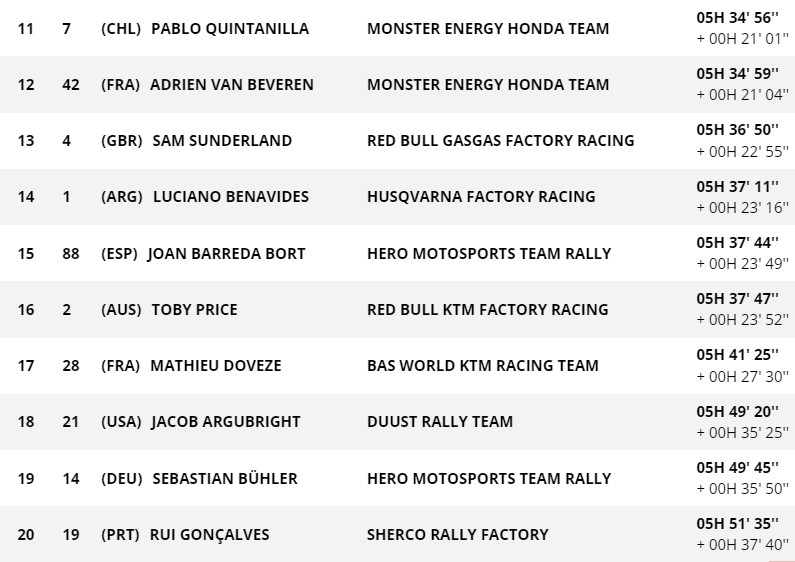 11 7 (CHL) PABLO QUINTANILLA MONSTER ENERGY HONDA TEAM 05H 34' 56''
+ 00H 21' 01''
12 42 (FRA) ADRIEN VAN BEVEREN MONSTER ENERGY HONDA TEAM 05H 34' 59''
+ 00H 21' 04''
13 4 (GBR) SAM SUNDERLAND RED BULL GASGAS FACTORY RACING 05H 36' 50''
+ 00H 22' 55''
14 1 (ARG) LUCIANO BENAVIDES HUSQVARNA FACTORY RACING 05H 37' 11''
+ 00H 23' 16''
15 88 (ESP) JOAN BARREDA BORT HERO MOTOSPORTS TEAM RALLY 05H 37' 44''
+ 00H 23' 49''
16 2 (AUS) TOBY PRICE RED BULL KTM FACTORY RACING 05H 37' 47''
+ 00H 23' 52''
17 28 (FRA) MATHIEU DOVEZE BAS WORLD KTM RACING TEAM 05H 41' 25''
+ 00H 27' 30''
18 21 (USA) JACOB ARGUBRIGHT DUUST RALLY TEAM 05H 49' 20''
+ 00H 35' 25''
19 14 (DEU) SEBASTIAN BÜHLER HERO MOTOSPORTS TEAM RALLY 05H 49' 45''
+ 00H 35' 50''
20 19 (PRT) RUI GONÇALVES SHERCO RALLY FACTORY 05H 51' 35''
+ 00H 37' 40''